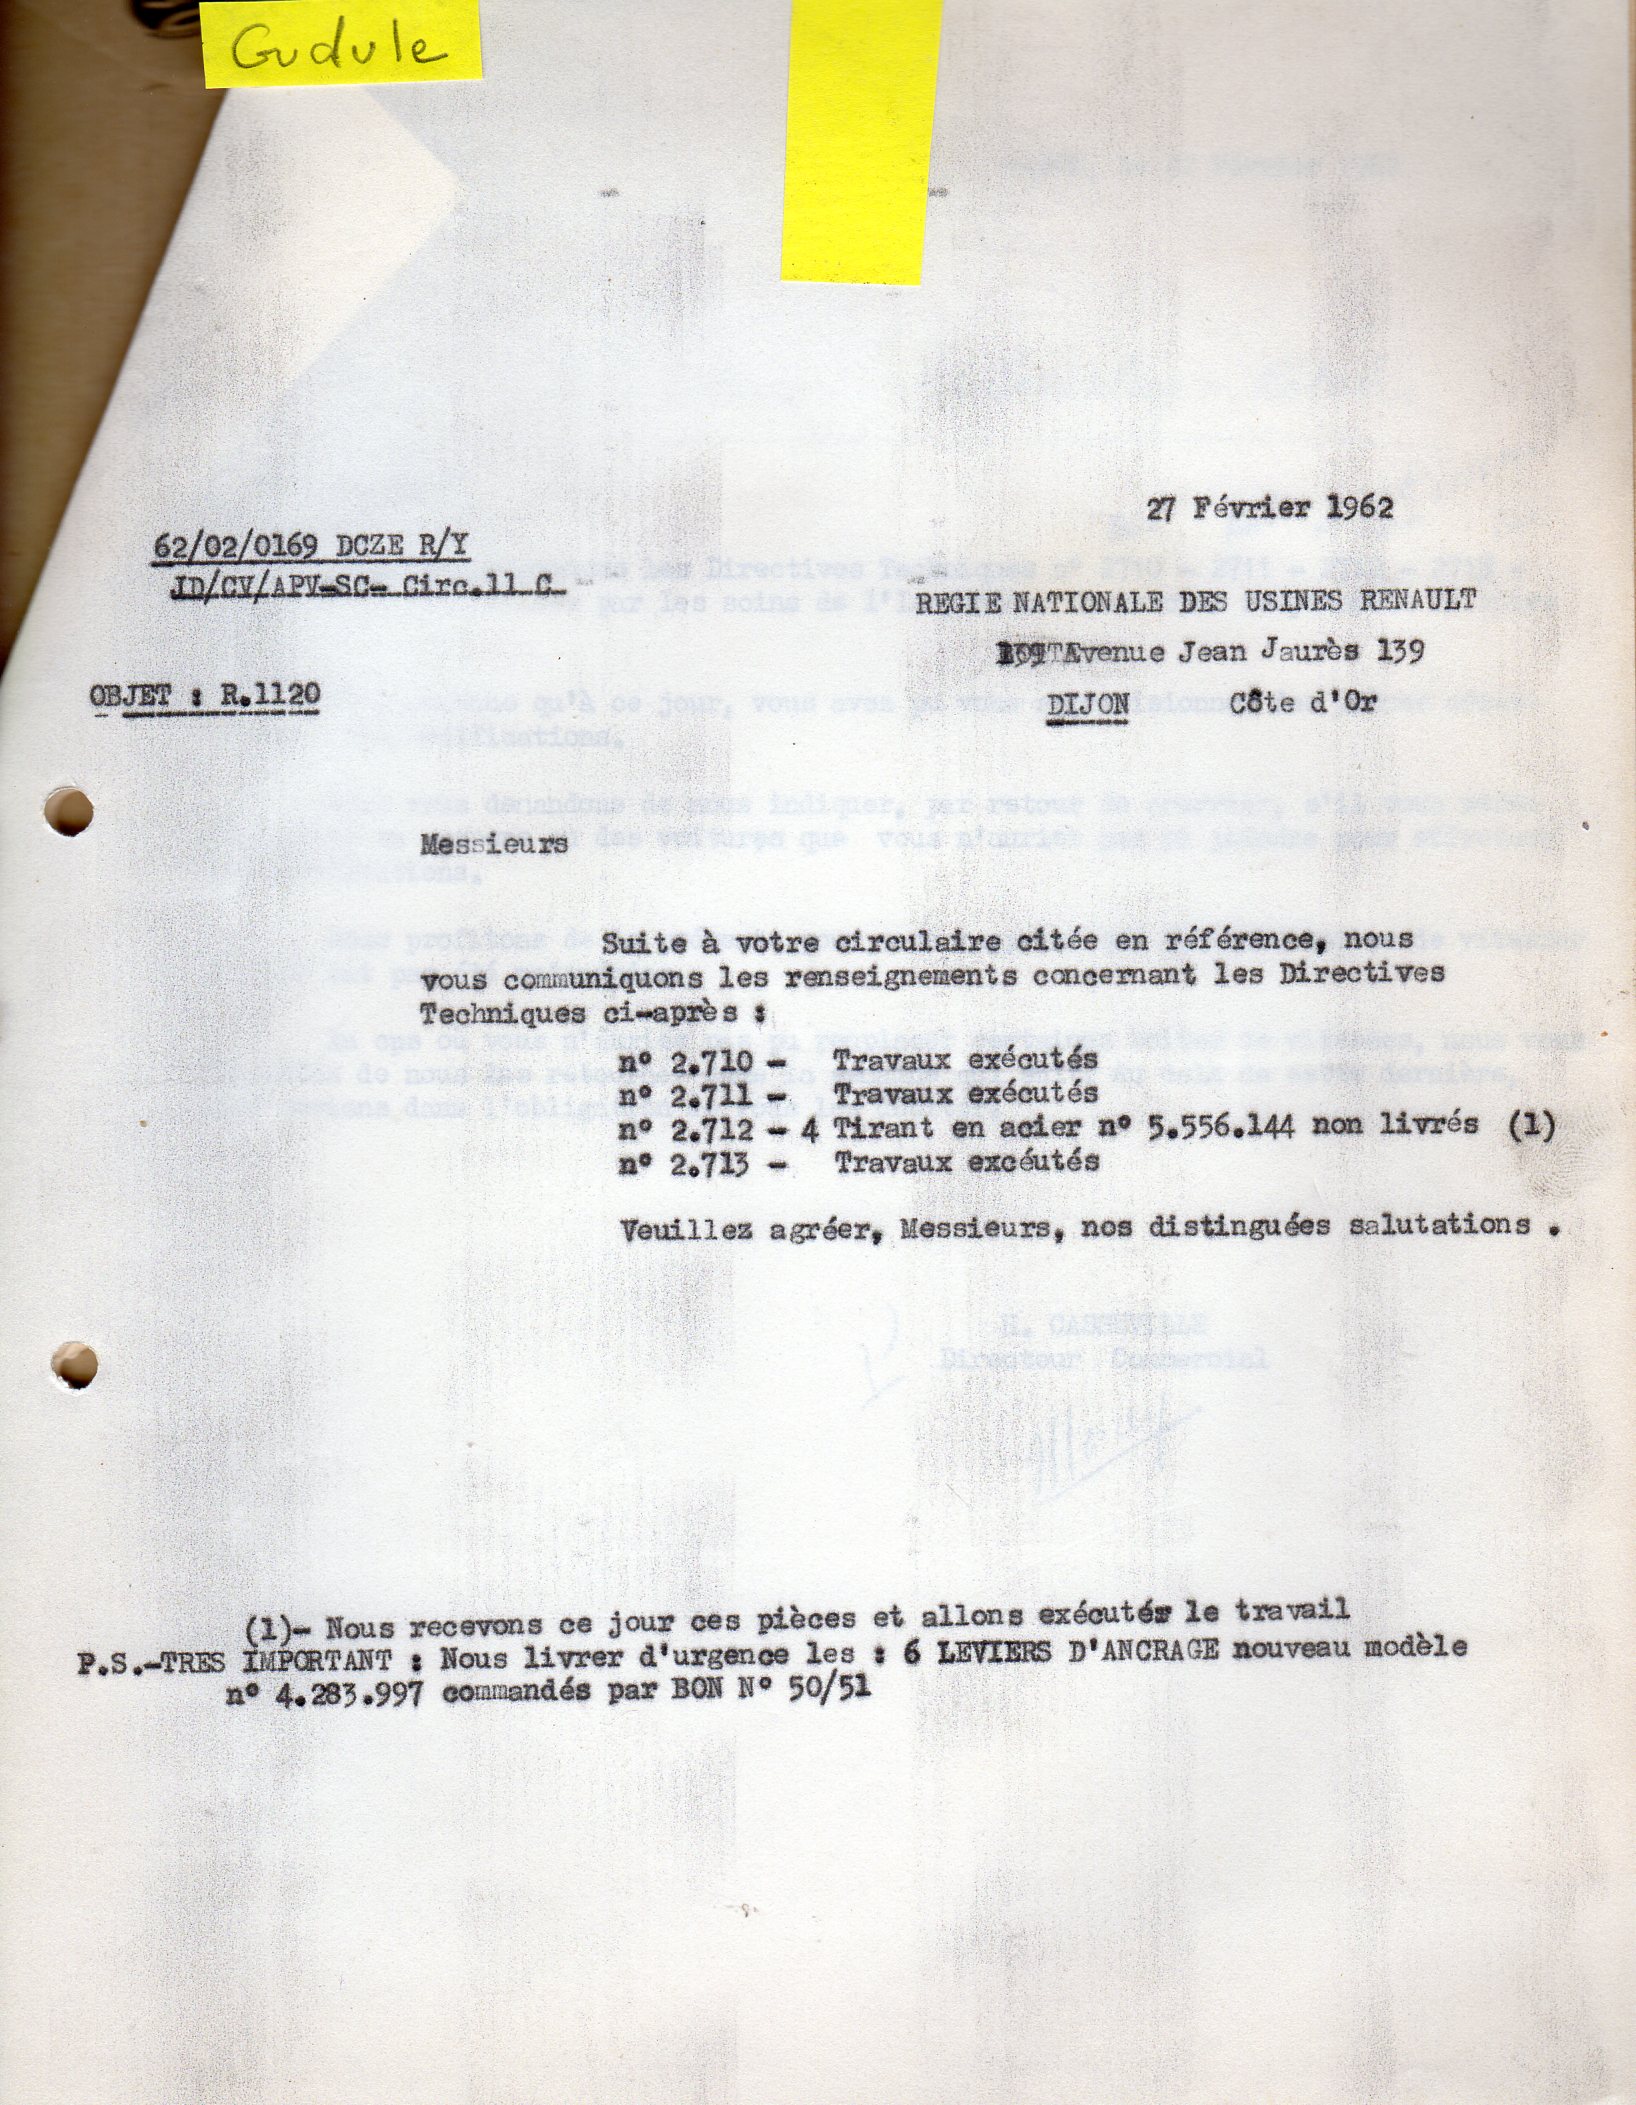 Gudule
27 Février 1962
62/02/0169 DCZE R/Y
JD/CV/APV-SC- Circ.11 C
REGIE NATIONALE DES USINES RENAULT
Avenue Jean Jaurès 139
OBJET : R.1120
DIJON Côte d'Or
Messieurs
Suite à votre circulaire citée en référence, nous
vous communiquons les renseignements concernant les Directives
Techniques ci-après :
n° 2.710 - Travaux exécutés
n° 2.711 - Travaux exécutés
n° 2.712 - 4 Tirant en acier n° 5.556.144 non livrés (1)
n° 2.713 - Travaux excéutés
Veuillez agréer, Messieurs, nos distinguées salutations .
Directeur Commercial
(1)- Nous recevons ce jour ces pièces et allons exécutér le travail
P.S.-TRES IMPORTANT : Nous livrer d'urgence les : 6 LEVIERS D'ANCRAGE nouveau modèle
n° 4.283.997 commandés par BON N° 50/51